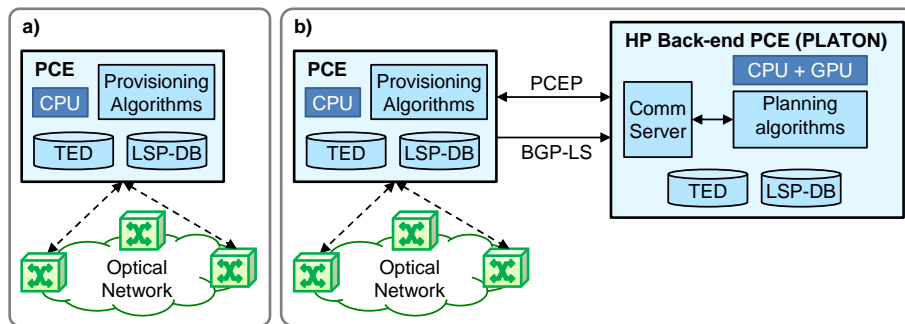 a)
PCE
CPU
Provisioning
Algorithms
TED
LSP-DB
Optical
Network
b)
PCE
CPU
Provisioning
Algorithms
TED
LSP-DB
Optical
Network
PCEP
BGP-LS
HP Back-end PCE (PLATON)
CPU + GPU
Comm
Server
Planning
algorithms
TED
LSP-DB